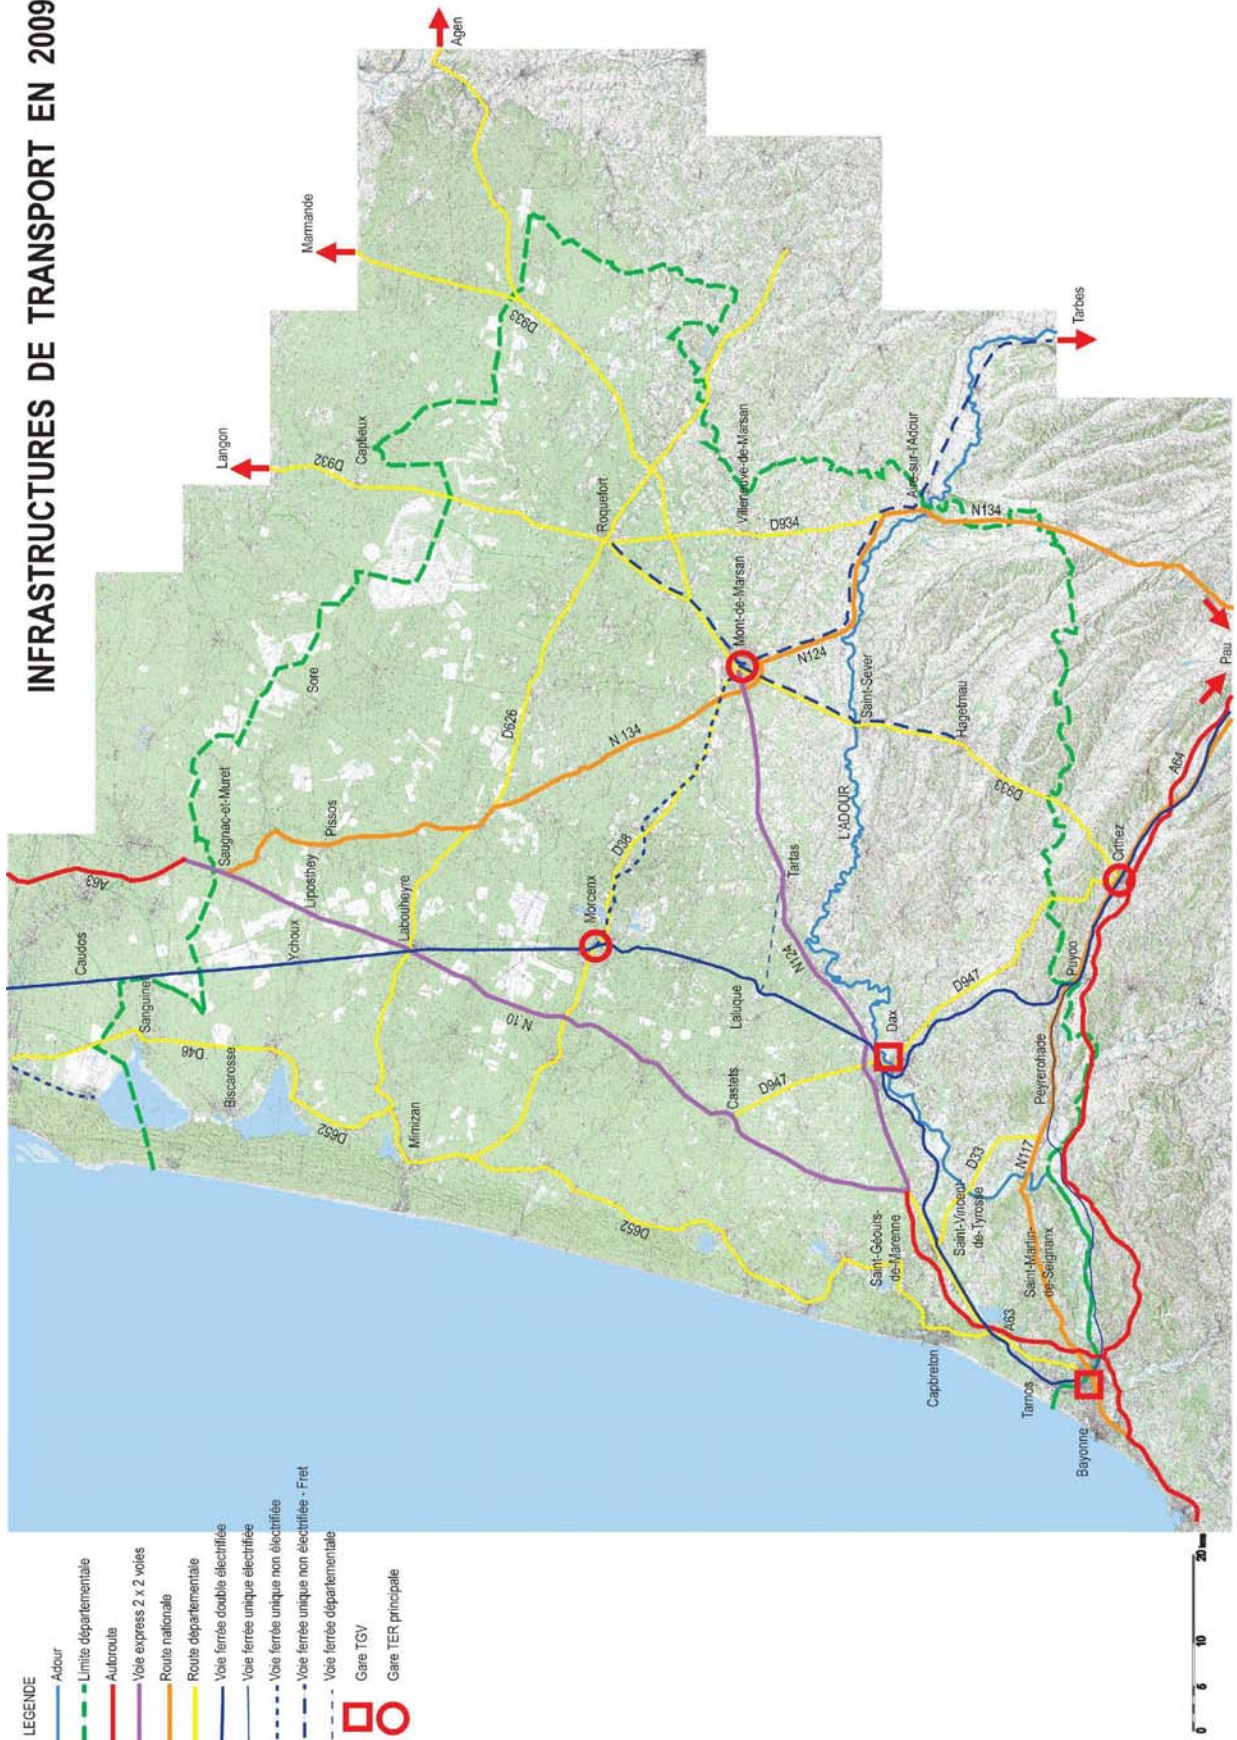 INFRASTRUCTURES DE TRANSPORT EN 2009
Agen
Marmande
Langon
Tarbes
Pau
Captieux
D932
D933
Roquefort
Villeneuve-de-Marsan
D934
Aire-sur-l'Adour
N134
Mont-de-Marsan
N124
Saint-Sever
Hagetmau
D933
A64
Orthez
Sore
D626
N 134
Saugnac-et-Muret
Pissos
Liposthey
Ychoux
Labouheyre
A63
Caudos
D38
Morcenx
Tartas
L'ADOUR
N124
Laluque
Dax
D947
Puyoo
Peyrerohade
Sanguinet
D46
Biscarosse
D652
Mimizan
N 10
Castets
D947
D652
Saint-Géours-
de-Marenne
Saint-Vincent-
de-Tyrosse
D33
N117
Saint-Martin-
de-Seignanx
A63
Capbreton
Tarnos
Bayonne
LEGENDE
Adour
Limite départementale
Autoroute
Voie express 2 x 2 voies
Route nationale
Route départementale
Voie ferrée double électrifiée
Voie ferrée unique électrifiée
Voie ferrée unique non électrifiée
Voie ferrée unique non électrifiée - Fret
Voie ferrée départementale
Gare TGV
Gare TER principale
0 5 10 20 km